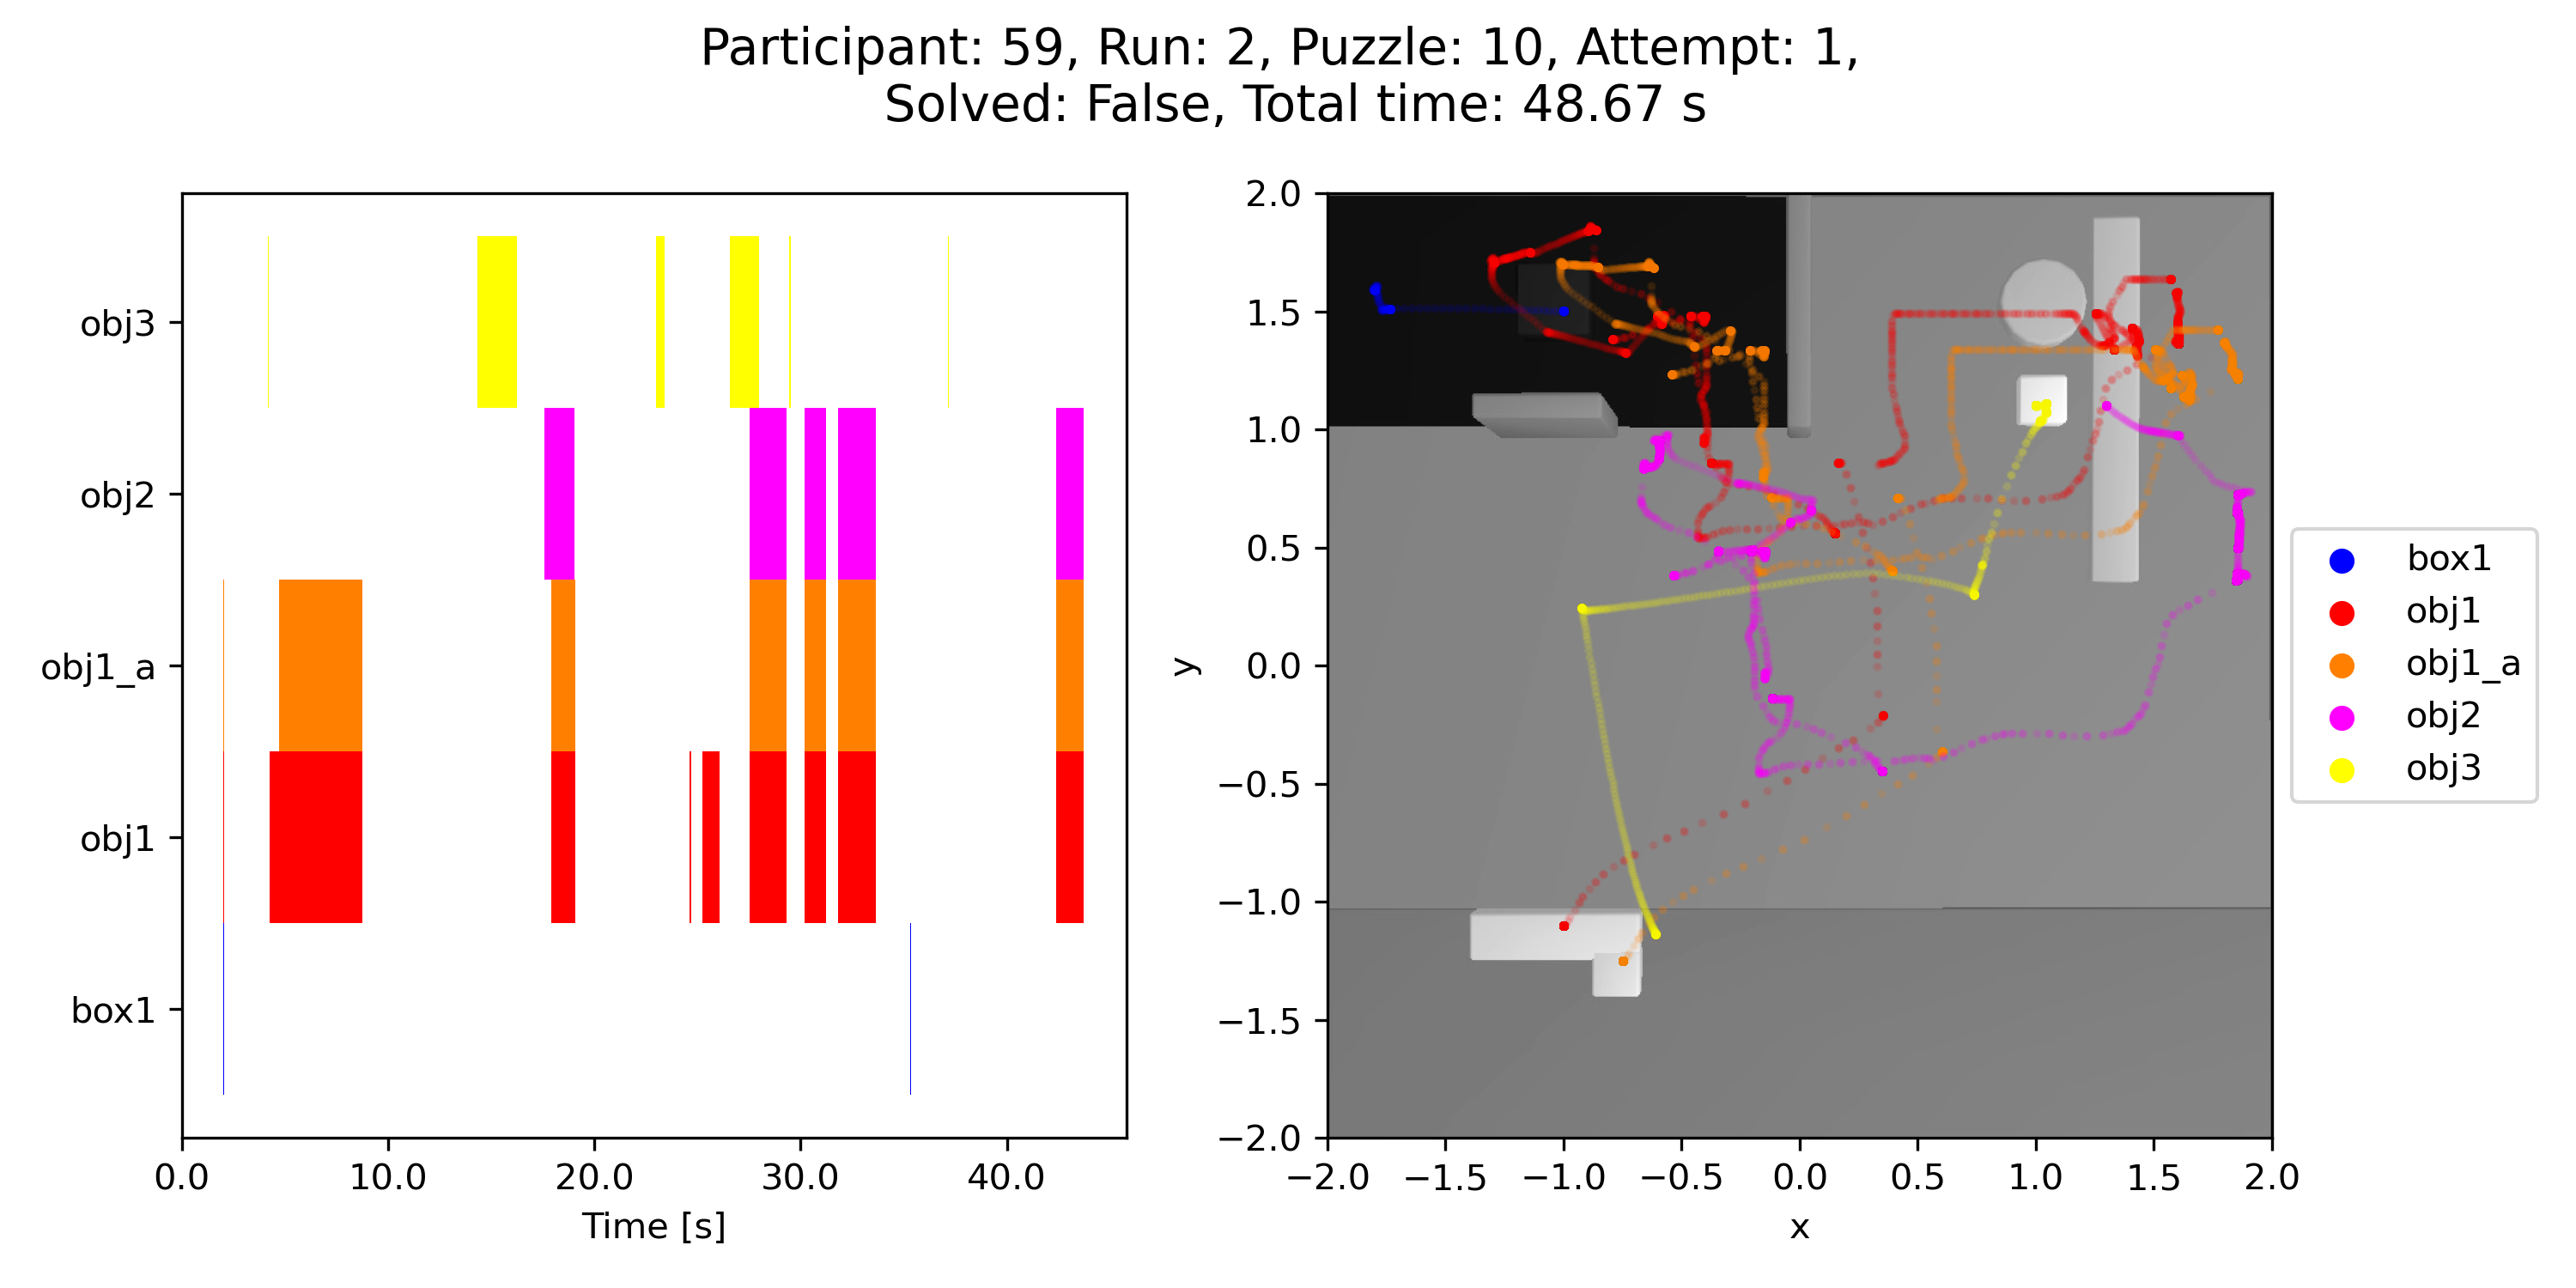 Participant: 59, Run: 2, Puzzle: 10, Attempt: 1,
Solved: False, Total time: 48.67 s
obj3
obj2
obj1_a
obj1
box1
0.0 10.0 20.0 30.0 40.0
Time [s]
2.0
1.5
1.0
0.5
0.0
−0.5
−1.0
−1.5
−2.0
y
−2.0 −1.5 −1.0 −0.5 0.0 0.5 1.0 1.5 2.0
x
box1
obj1
obj1_a
obj2
obj3